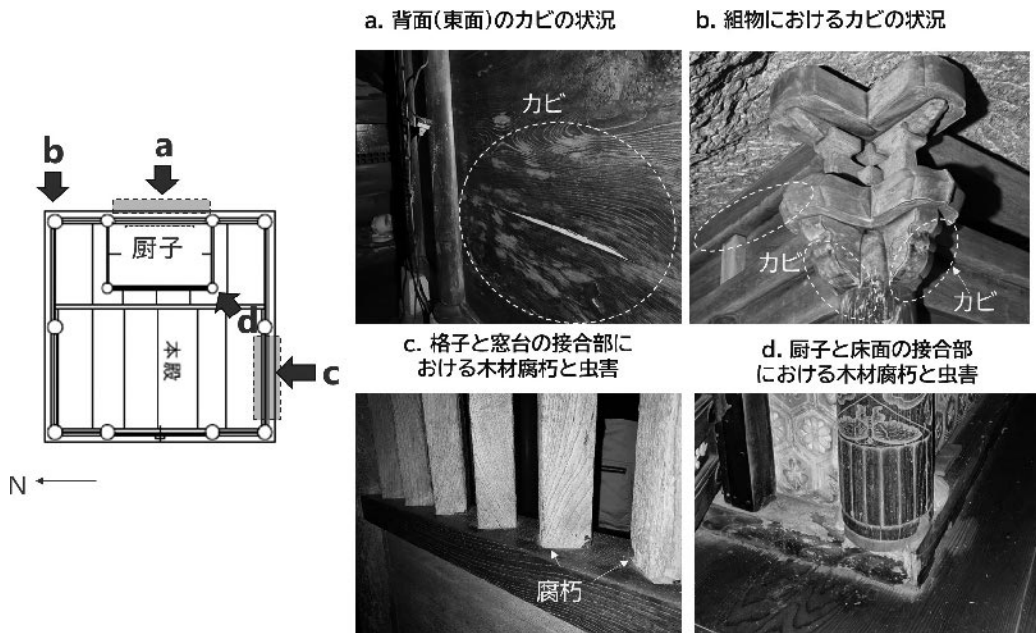 a. 背面(東面)のカビの状況
カビ
b. 組物におけるカビの状況
カビ
カビ
b
a
厨子
d
本殿
c
N
c. 格子と窓台の接合部に
おける木材腐朽と虫害
腐朽
d. 厨子と床面の接合部
における木材腐朽と虫害